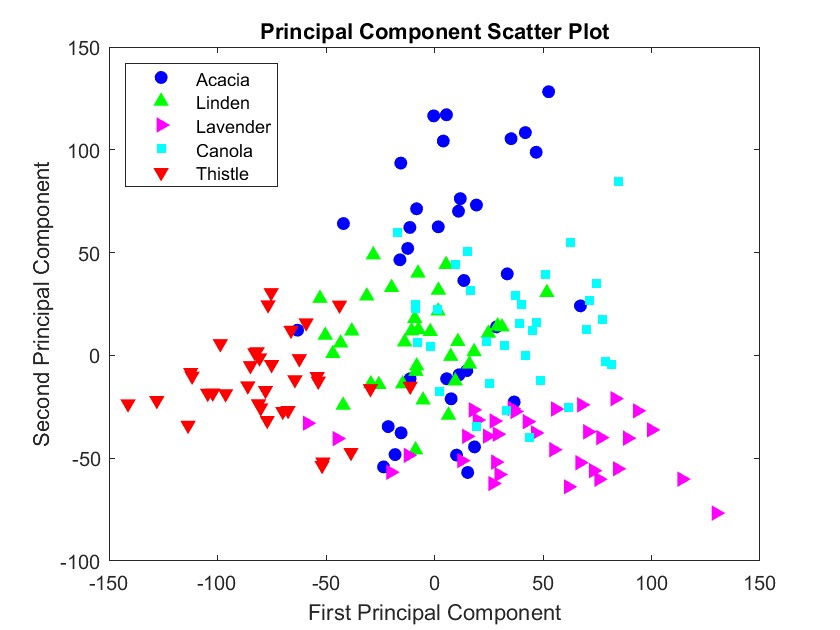 Principal Component Scatter Plot
150
100
50
0
-50
-100
Second Principal Component
Acacia
Linden
Lavender
Canola
Thistle
-150
-100
-50
0
50
100
150
First Principal Component